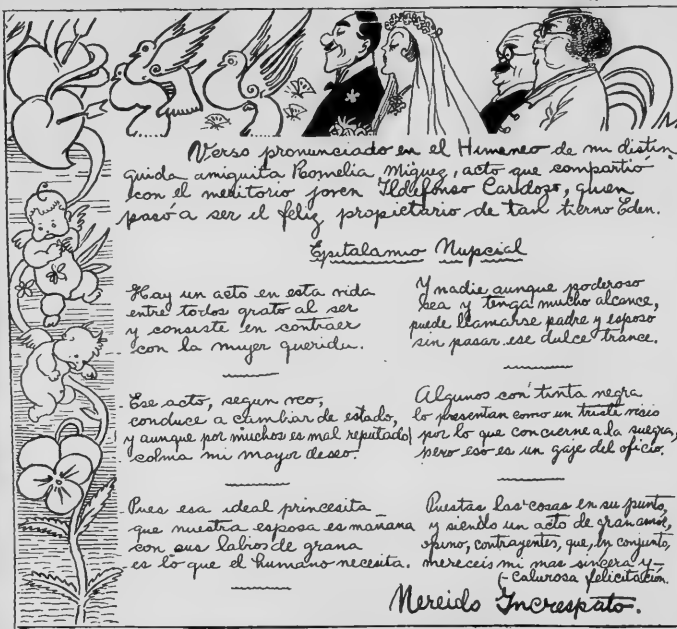 Verso pronunciado en el Himeneo de mi distin
guida amiguita Romelia Míguez, acto que compartió
con el meritorio joven Ildefonso Cardozo, quien
pasó a ser el feliz propietario de tan tierno Eden.
Epitalamio Nupcial
Hay un acto en esta vida
entre todos grato al ser
y consiste en contraer
con la mujer querida.
Ese acto, segun veo,
conduce a cambiar de estado,
y aunque por muchos es mal reputado
colma mi mayor deseo.
Pues esa ideal princesita
que nuestra esposa es mañana
con sus labios de grana
es lo que el humano necesita.
Y nadie aunque poderoso
sea y tenga mucho alcance,
puede llamarse padre y esposo
sin pasar ese dulce trance.
Algunos con tinta negra
lo presentan como un triste vicio
por lo que concierne a la suegra,
pero eso es un gaje del oficio.
Puestas las cosas en su punto,
y siendo un acto de gran amor,
opino, contrayentes, que, en conjunto,
mereceis mi mas sincera y
calurosa felicitación.
Nereido Increspato.